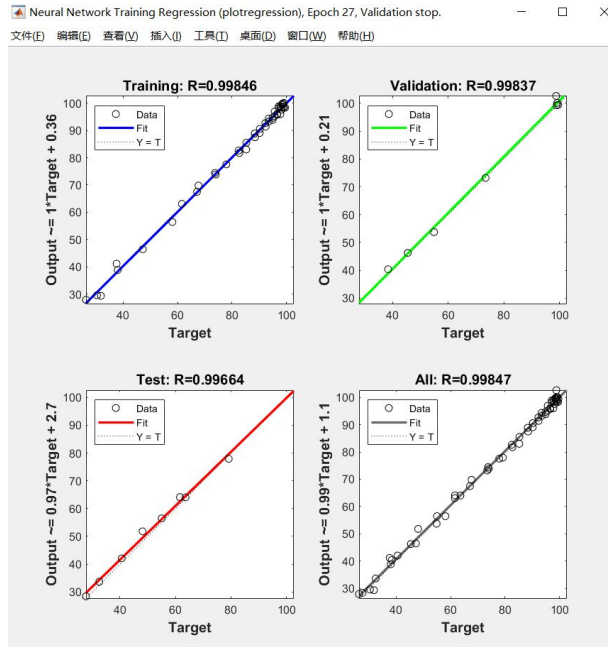 Neural Network Training Regression (plotregression), Epoch 27, Validation stop.
文件(F) 编辑(E) 查看(V) 插入(I) 工具(T) 桌面(D) 窗口(W) 帮助(H)
Training: R=0.99846
Output ~= 1*Target + 0.36
100
90
80
70
60
50
40
30
Data
Fit
Y = T
40 60 80 100
Target
Validation: R=0.99837
Output ~= 1*Target + 0.21
100
90
80
70
60
50
40
30
Data
Fit
Y = T
40 60 80 100
Target
Test: R=0.99664
Output ~= 0.97*Target + 2.7
100
90
80
70
60
50
40
30
Data
Fit
Y = T
40 60 80 100
Target
All: R=0.99847
Output ~= 0.99*Target + 1.1
100
90
80
70
60
50
40
30
Data
Fit
Y = T
40 60 80 100
Target